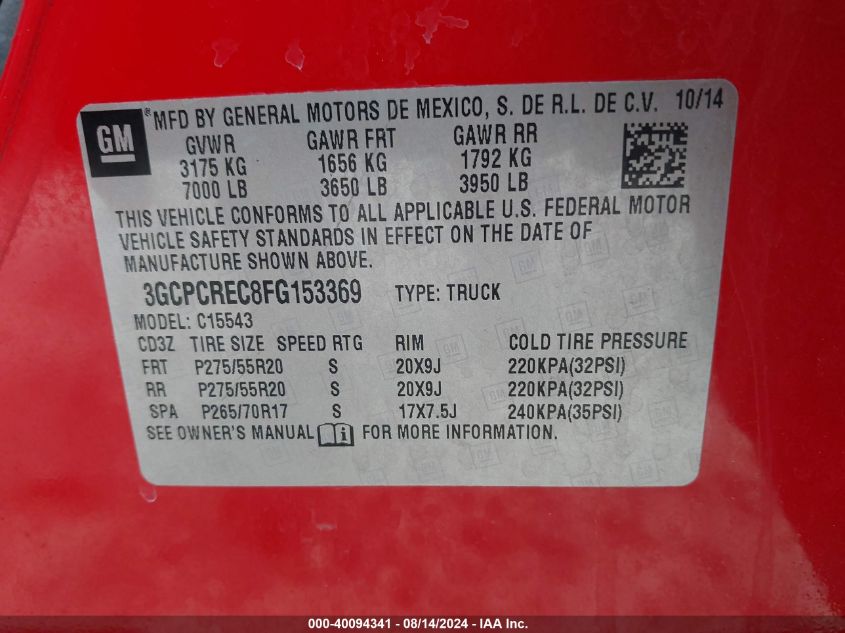 GM ® MFD BY GENERAL MOTORS DE MEXICO, S. DE R.L. DE C.V. 10/14
GVWR GAWR FRT GAWR RR
3175 KG 1656 KG 1792 KG
7000 LB 3650 LB 3950 LB
THIS VEHICLE CONFORMS TO ALL APPLICABLE U.S. FEDERAL MOTOR
VEHICLE SAFETY STANDARDS IN EFFECT ON THE DATE OF
MANUFACTURE SHOWN ABOVE.
3GCPCREC8FG153369 TYPE: TRUCK
MODEL: C15543
CD3Z TIRE SIZE SPEED RTG RIM COLD TIRE PRESSURE
FRT P275/55R20 S 20X9J 220KPA(32PSI)
RR P275/55R20 S 20X9J 220KPA(32PSI)
SPA P265/70R17 S 17X7.5J 240KPA(35PSI)
SEE OWNER'S MANUAL FOR MORE INFORMATION.
000-40094341 - 08/14/2024 - IAA Inc.